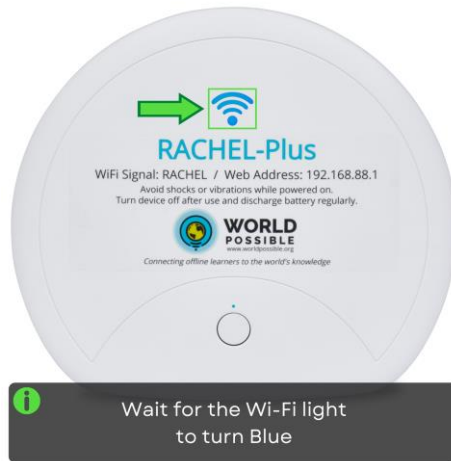 RACHEL-Plus
WiFi Signal: RACHEL / Web Address: 192.168.88.1
Avoid shocks or vibrations while powered on.
Turn device off after use and discharge battery regularly.
WORLD
POSSIBLE
www.worldpossible.org
Connecting offline learners to the world's knowledge
Wait for the Wi-Fi light
to turn Blue